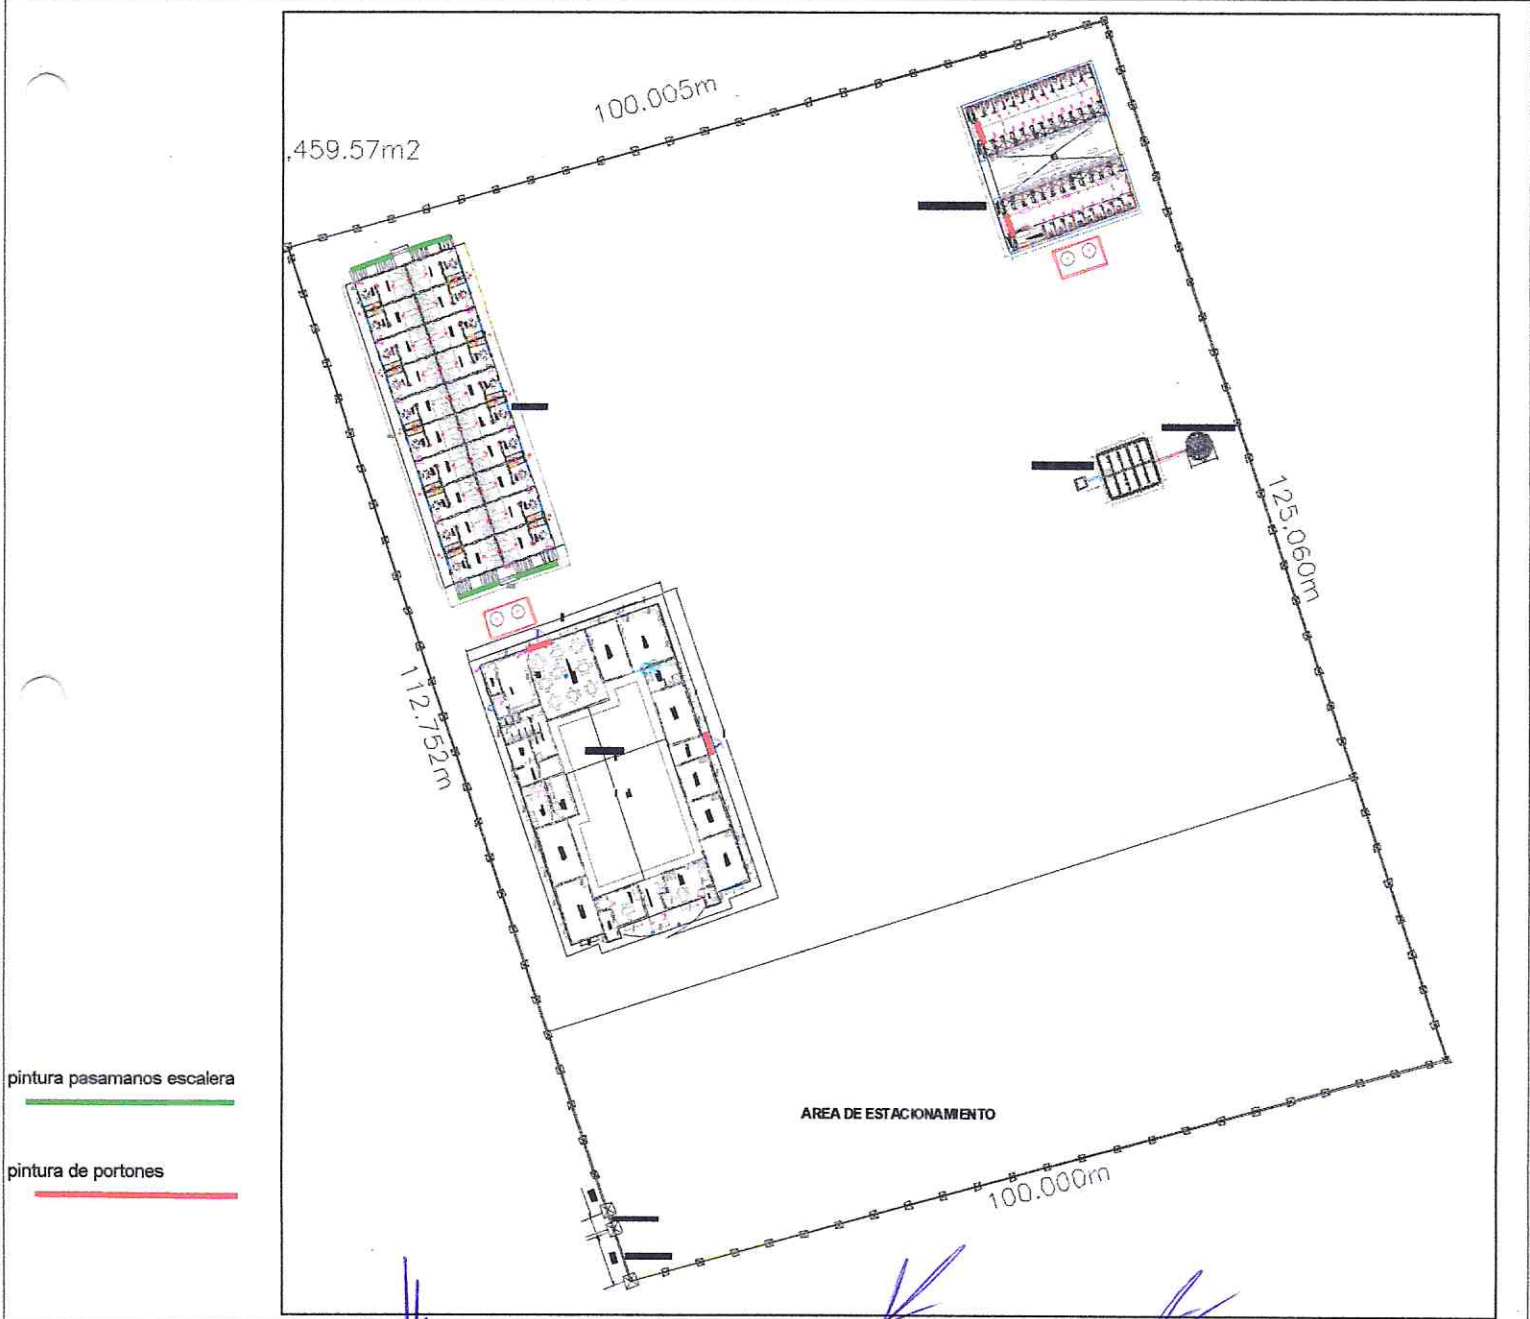 100.005m
,459.57m2
125,060m
112.752m
pintura pasamanos escalera
AREA DE ESTACIONAMIENTO
pintura de portones
100.000m